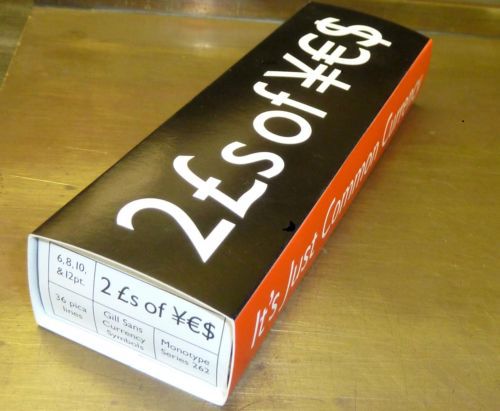 2£s of ¥€$
It's Just Common Currency
6,8,10,
& 12pt.
2 £s of ¥€$
36 pica
lines
Gill Sans
Currency
Symbols
Monotype
Series 262